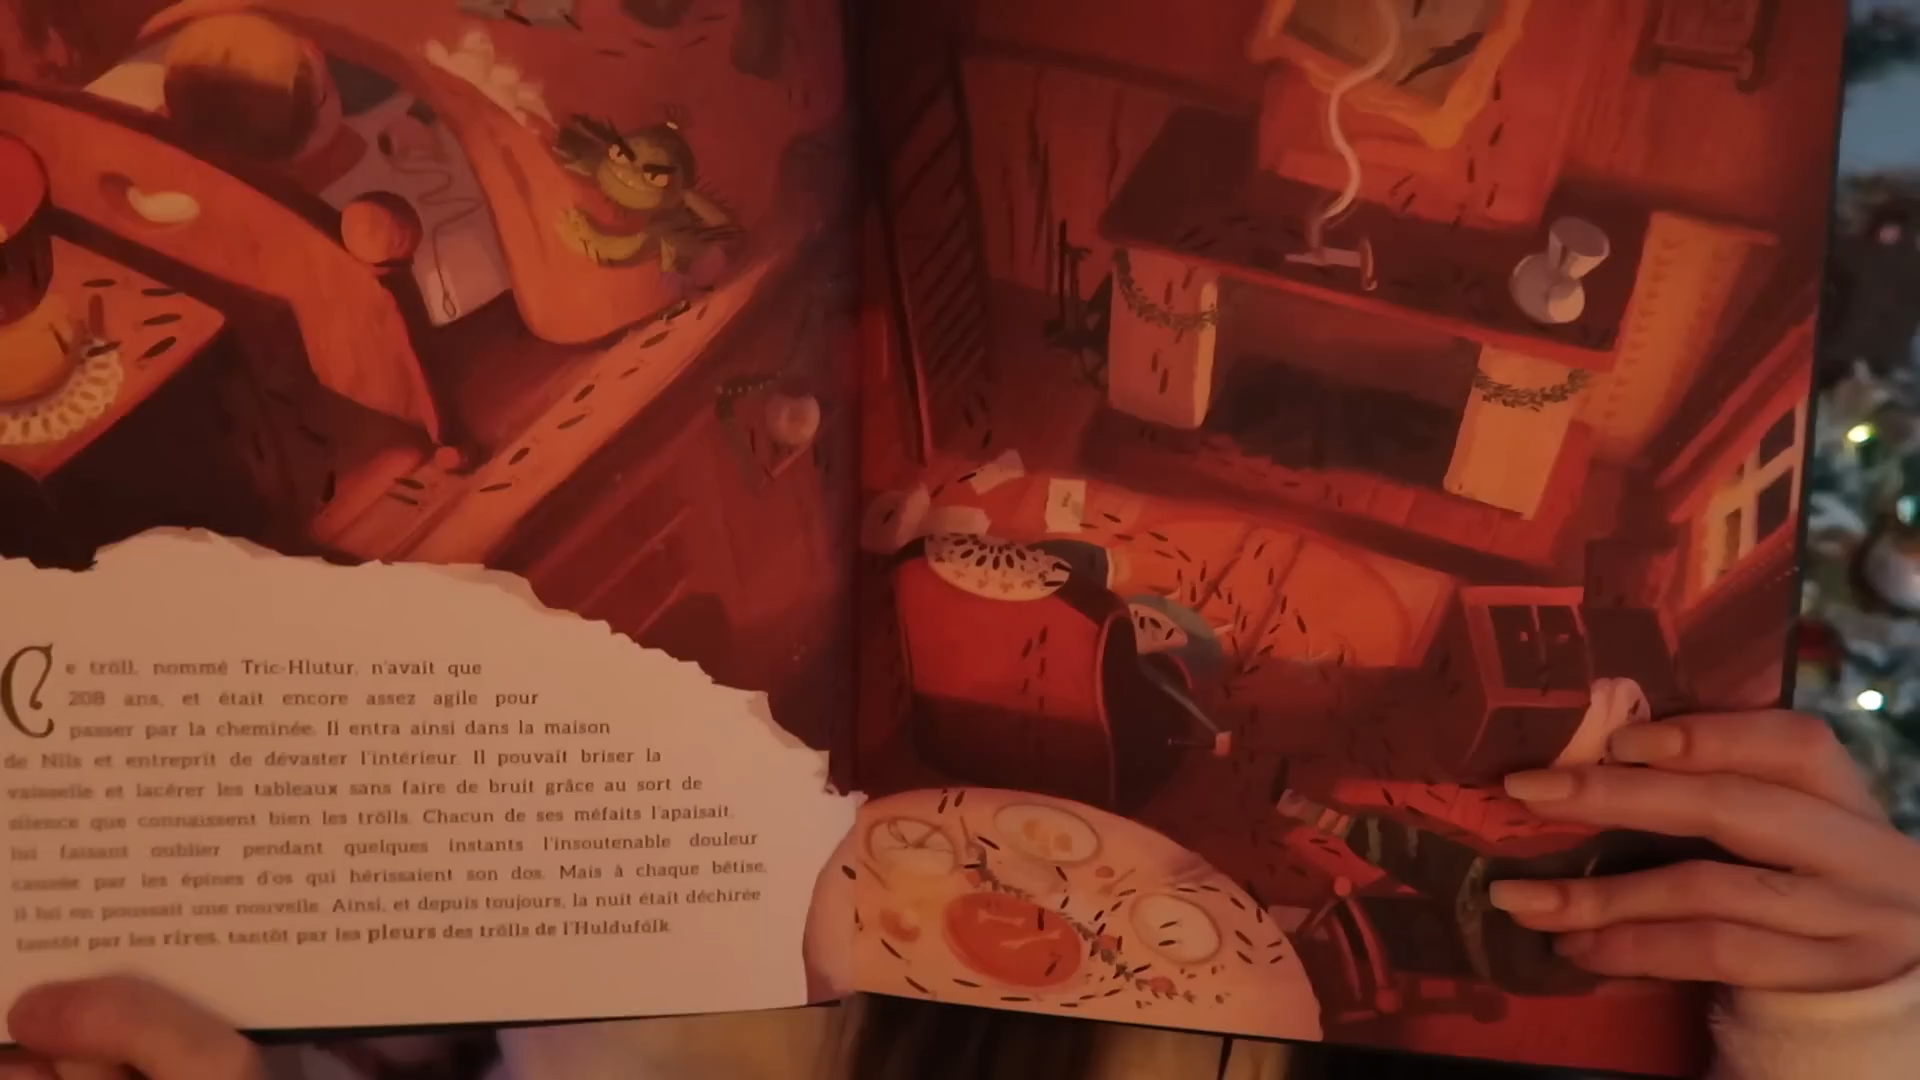 Ce tröll, nommé Tric-Hlutur, n'avait que
208 ans, et était encore assez agile pour
passer par la cheminée. Il entra ainsi dans la maison
de Nils et entreprit de dévaster l'intérieur. Il pouvait briser la
vaisselle et lacérer les tableaux sans faire de bruit grâce au sort de
silence que connaissent bien les trölls. Chacun de ses méfaits l'apaisait,
lui faisant oublier pendant quelques instants l'insoutenable douleur
causée par les épines d'os qui hérissaient son dos. Mais à chaque bêtise,
il lui en poussait une nouvelle. Ainsi, et depuis toujours, la nuit était déchirée
tantôt par les rires, tantôt par les pleurs des trölls de l'Huldufólk.